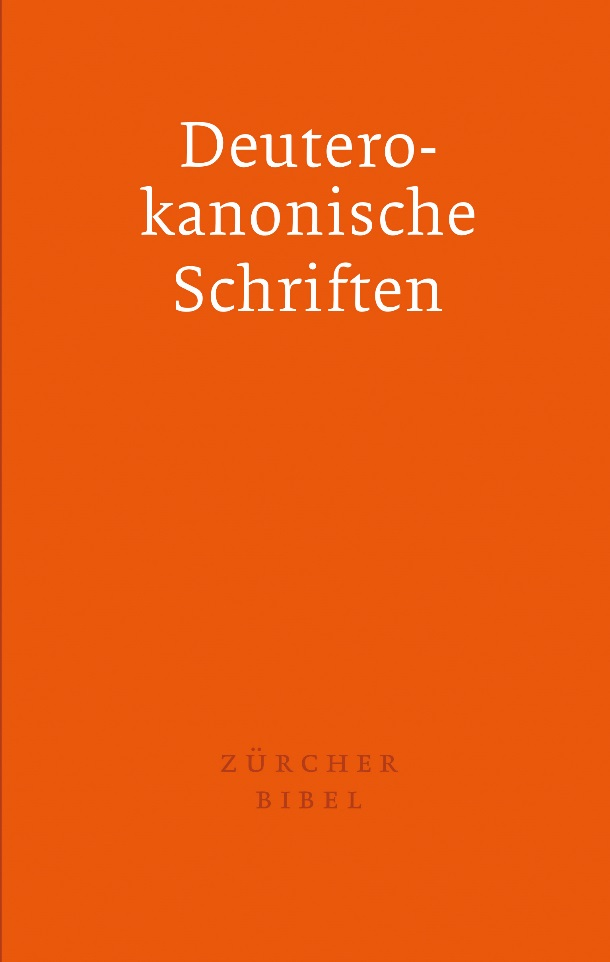 Deutero-
kanonische
Schriften
ZÜRCHER
BIBEL